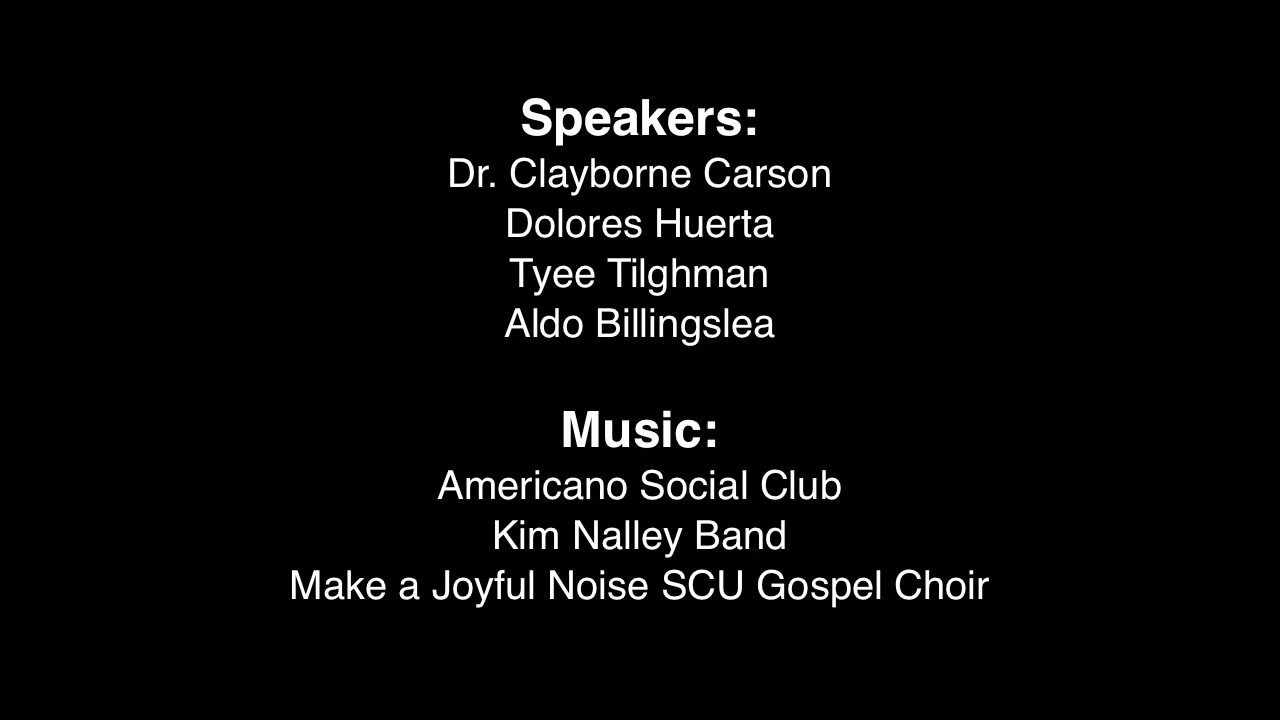 Speakers:
Dr. Clayborne Carson
Dolores Huerta
Tyee Tilghman
Aldo Billingslea
Music:
Americano Social Club
Kim Nalley Band
Make a Joyful Noise SCU Gospel Choir